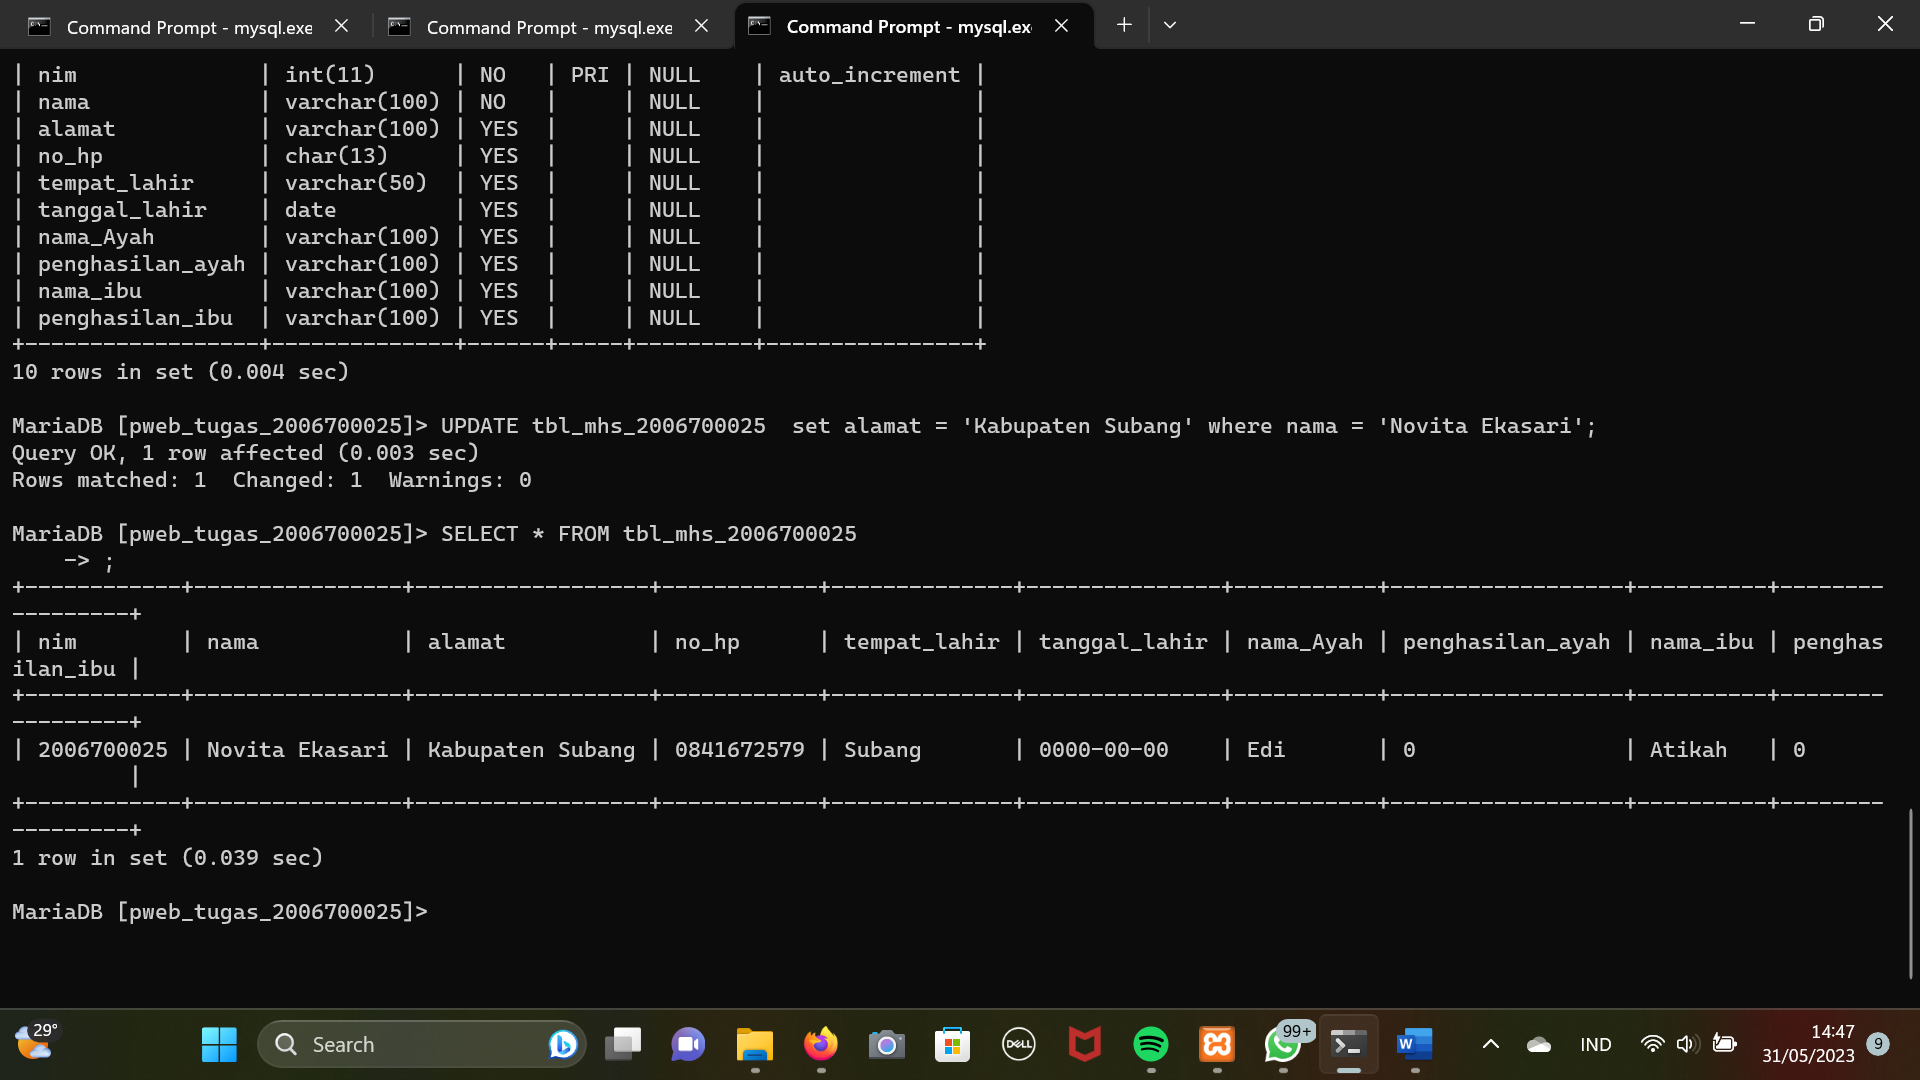 Command Prompt - mysql.exe
Command Prompt - mysql.exe
Command Prompt - mysql.ex
| nim | int(11) | NO | PRI | NULL | auto_increment |
| nama | varchar(100) | NO | | NULL | |
| alamat | varchar(100) | YES | | NULL | |
| no_hp | char(13) | YES | | NULL | |
| tempat_lahir | varchar(50) | YES | | NULL | |
| tanggal_lahir | date | YES | | NULL | |
| nama_Ayah | varchar(100) | YES | | NULL | |
| penghasilan_ayah | varchar(100) | YES | | NULL | |
| nama_ibu | varchar(100) | YES | | NULL | |
| penghasilan_ibu | varchar(100) | YES | | NULL | |
+------------------+--------------+------+-----+---------+----------------+
10 rows in set (0.004 sec)
MariaDB [pweb_tugas_2006700025]> UPDATE tbl_mhs_2006700025  set alamat = 'Kabupaten Subang' where nama = 'Novita Ekasari';
Query OK, 1 row affected (0.003 sec)
Rows matched: 1  Changed: 1  Warnings: 0
MariaDB [pweb_tugas_2006700025]> SELECT * FROM tbl_mhs_2006700025
-> ;
+------------+----------------+------------------+------------+--------------+---------------+-----------+------------------+----------+--------
---------+
| nim | nama | alamat | no_hp | tempat_lahir | tanggal_lahir | nama_Ayah | penghasilan_ayah | nama_ibu | penghas
ilan_ibu |
+------------+----------------+------------------+------------+--------------+---------------+-----------+------------------+----------+--------
---------+
| 2006700025 | Novita Ekasari | Kabupaten Subang | 0841672579 | Subang | 0000-00-00 | Edi | 0 | Atikah | 0
|
+------------+----------------+------------------+------------+--------------+---------------+-----------+------------------+----------+--------
---------+
1 row in set (0.039 sec)
MariaDB [pweb_tugas_2006700025]>
29°
Search
DELL
99+
W
IND
14:47
31/05/2023
9